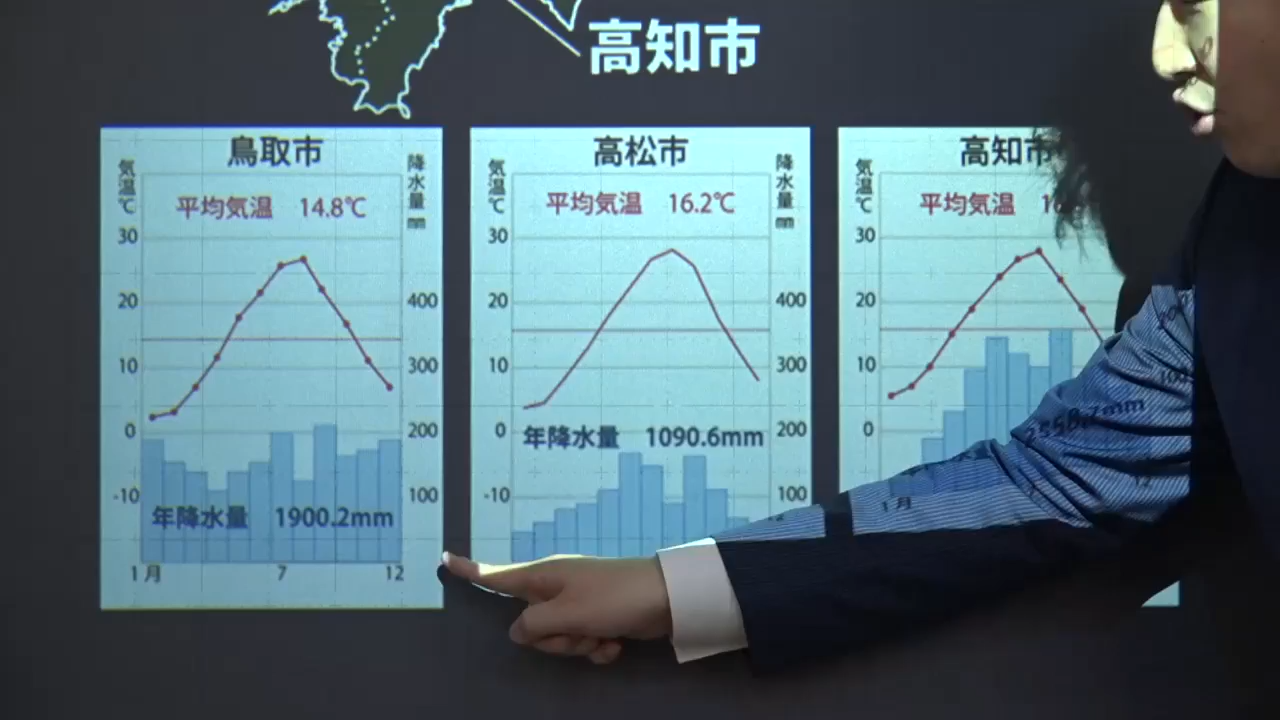 高知市
鳥取市
気温℃
降水量mm
平均気温 14.8℃
30
20
10
0
-10
400
300
200
100
年降水量 1900.2mm
1月
7
12
高松市
気温℃
降水量mm
平均気温 16.2℃
30
20
10
0
-10
400
300
200
100
年降水量 1090.6mm
12
高知市
気温℃
平均気温
30
20
10
0
1月
12